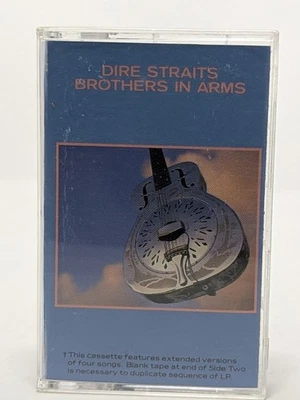 DIRE STRAITS
BROTHERS IN ARMS
† This cassette features extended versions
of four songs. Blank tape at end of Side Two
is necessary to duplicate sequence of LP.